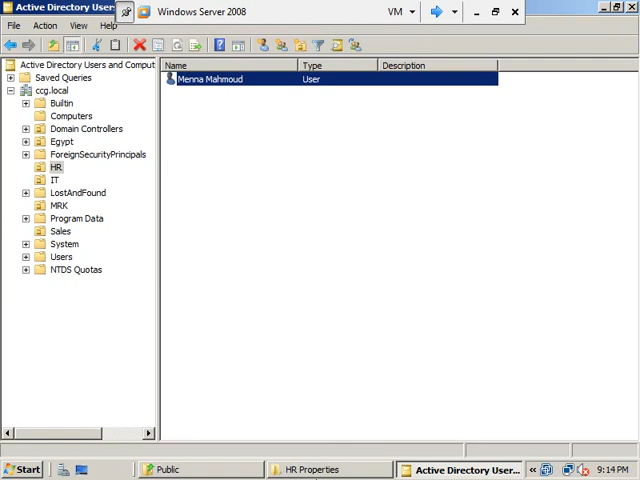 Active Directory Users
Windows Server 2008
VM
File Action View Help
Active Directory Users and Comput
Name Type Description
Saved Queries
Menna Mahmoud User
ccg.local
Builtin
Computers
Domain Controllers
Egypt
ForeignSecurityPrincipals
HR
IT
LostAndFound
MRK
Program Data
Sales
System
Users
NTDS Quotas
Start
Public
HR Properties
Active Directory User...
9:14 PM